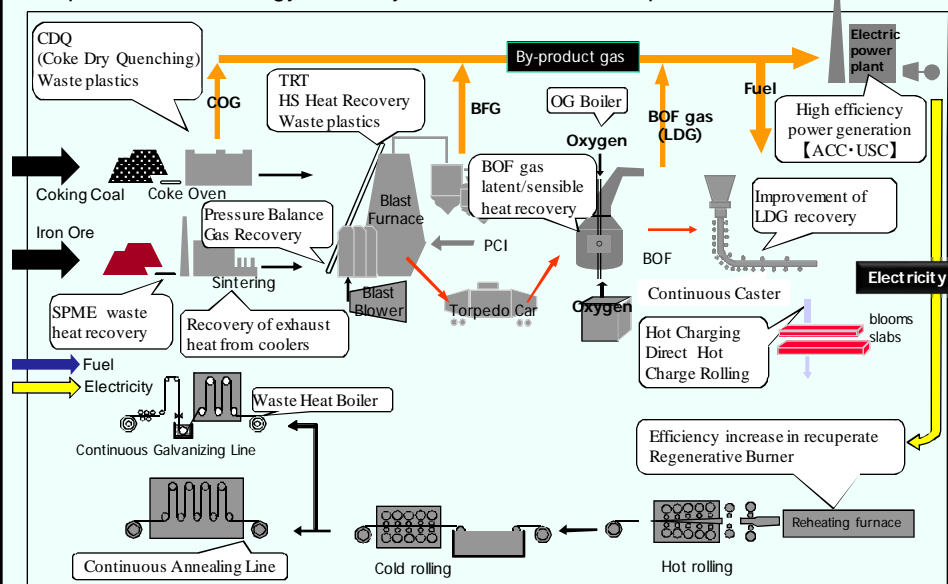 CDQ
(Coke Dry Quenching)
Waste plastics
COG
TRT
HS Heat Recovery
Waste plastics
BFG
By-product gas
OG Boiler
Oxygen
BOF gas
(LDG)
Fuel
Electric
power
plant
High efficiency
power generation
【ACC・USC】
Coking Coal
Coke Oven
Blast
Furnace
BOF gas
latent/sensible
heat recovery
Improvement of
LDG recovery
Pressure Balance
Gas Recovery
Iron Ore
PCI
BOF
Sintering
Electricity
SPME waste
heat recovery
Recovery of exhaust
heat from coolers
Blast
Blower
Torpedo Car
Oxygen
Continuous Caster
Hot Charging
Direct Hot
Charge Rolling
blooms
slabs
Fuel
Electricity
Waste Heat Boiler
Continuous Galvanizing Line
Efficiency increase in recuperate
Regenerative Burner
Reheating furnace
Continuous Annealing Line
Cold rolling
Hot rolling